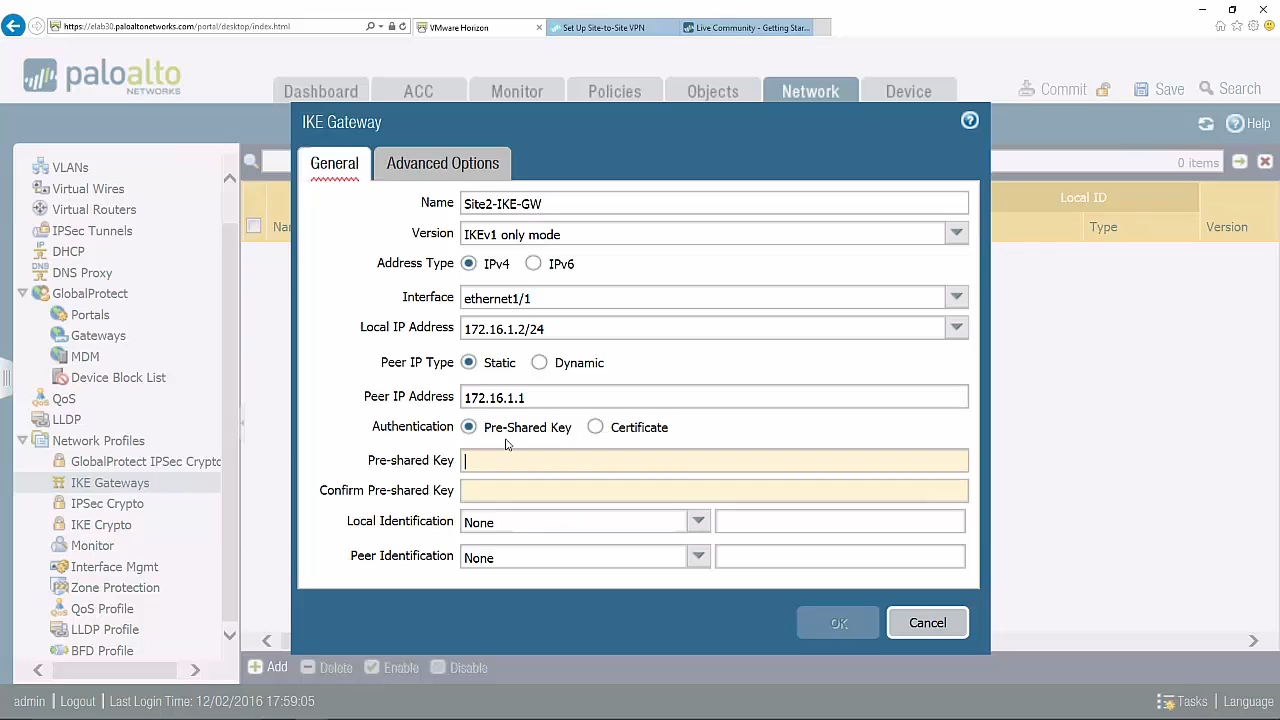 https://elab30.paloaltonetworks.com/portal/desktop/index.html
VMware Horizon
Set Up Site-to-Site VPN
Live Community - Getting Star...
paloalto
NETWORKS
Dashboard
ACC
Monitor
Policies
Objects
Network
Device
Commit
Save
Search
IKE Gateway
Help
General
Advanced Options
0 items
VLANs
Virtual Wires
Virtual Routers
IPSec Tunnels
DHCP
DNS Proxy
GlobalProtect
Portals
Gateways
MDM
Device Block List
QoS
LLDP
Network Profiles
GlobalProtect IPSec Crypto
IKE Gateways
IPSec Crypto
IKE Crypto
Monitor
Interface Mgmt
Zone Protection
QoS Profile
LLDP Profile
BFD Profile
Nar
Local ID
Type
Version
Name Site2-IKE-GW
Version IKEv1 only mode
Address Type IPv4 IPv6
Interface ethernet1/1
Local IP Address 172.16.1.2/24
Peer IP Type Static Dynamic
Peer IP Address 172.16.1.1
Authentication Pre-Shared Key Certificate
Pre-shared Key
Confirm Pre-shared Key
Local Identification None
Peer Identification None
OK
Cancel
Add Delete Enable Disable
admin | Logout | Last Login Time: 12/02/2016 17:59:05
Tasks | Language